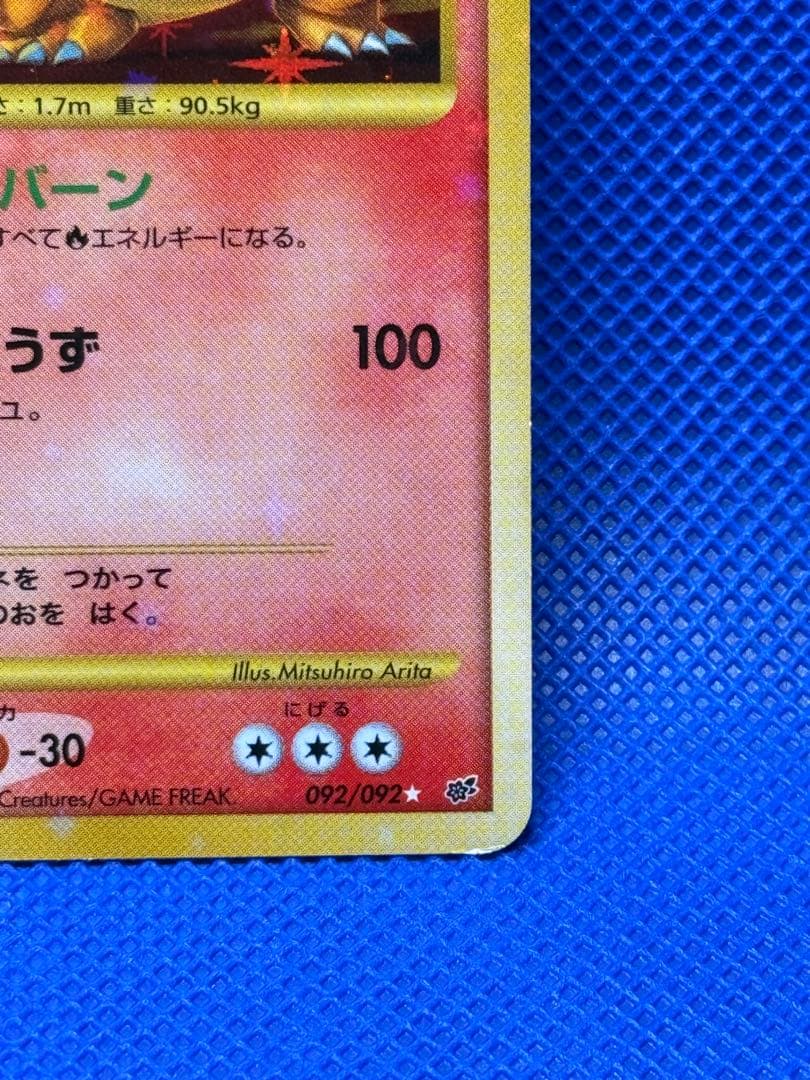 さ：1.7m 重さ：90.5kg
バーン
すべて🔥エネルギーになる。
うず 100
ュ。
ネを つかって
のおを はく。
Illus.Mitsuhiro Arita
力
にげる
-30
Creatures/GAME FREAK.
092/092★